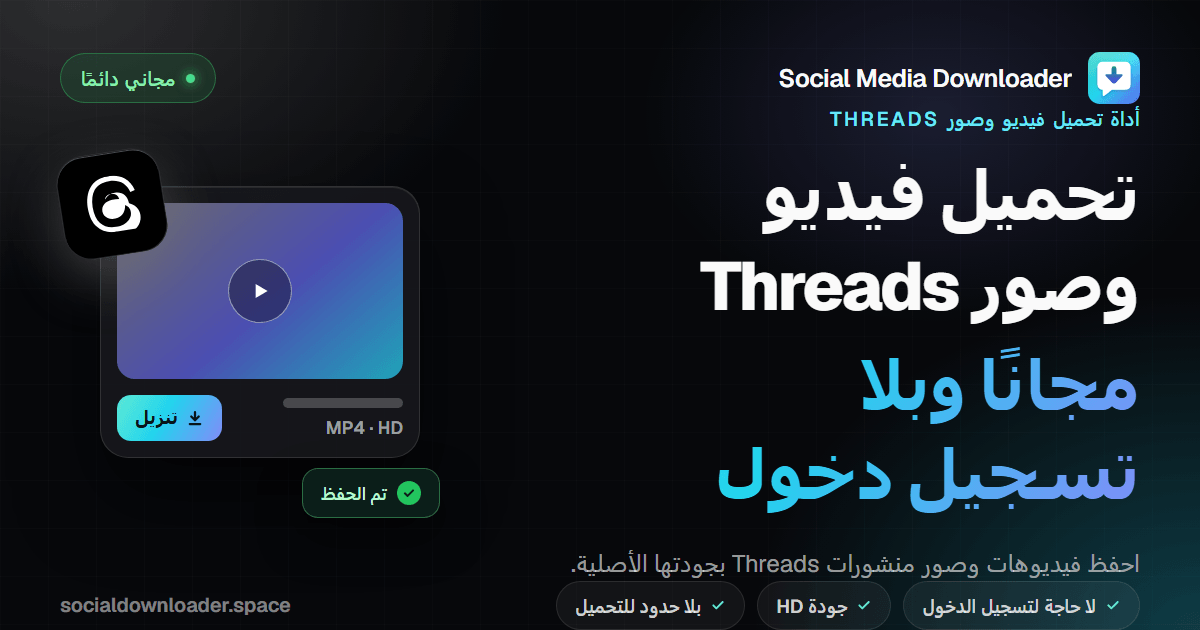 Social Media Downloader
أداة تحميل فيديو وصور THREADS
مجاني دائمًا
تحميل فيديو
وصور Threads
مجانًا وبلا
تسجيل دخول
احفظ فيديوهات وصور منشورات Threads بجودتها الأصلية.
لا حاجة لتسجيل الدخول
جودة HD
بلا حدود للتحميل
MP4 · HD
تنزيل
تم الحفظ
socialdownloader.space